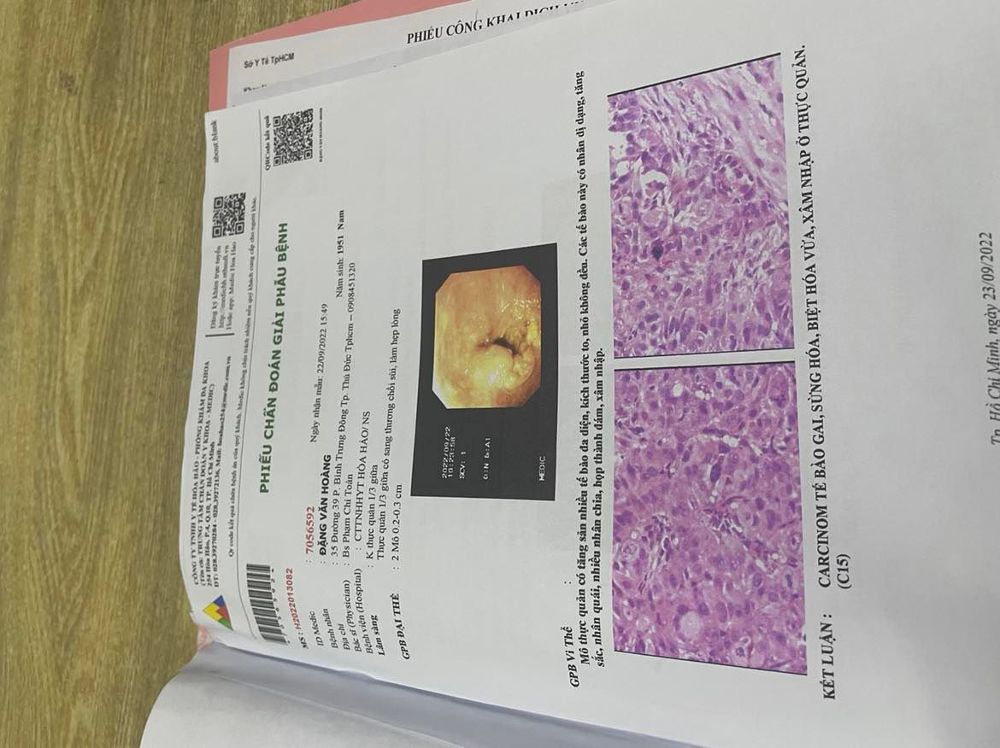 PHIẾU CÔNG KHAI DỊCH
Sở Y Tế TpHCM
CÔNG TY TNHH Y TẾ HÒA HẢO - PHÒNG KHÁM ĐA KHOA
(Tên cũ: TRUNG TÂM CHẨN ĐOÁN Y KHOA - MEDIC)
254 Hòa Hảo, P.4, Q.10, TP. Hồ Chí Minh
ĐT: 028.39270284 - 028.39272136, Mail: hoahao254@medic.com.vn
Đăng ký khám trực tuyến
Hoặc app: Medic Hoa Hao
about:blank
Qr code kết quả chứa bệnh án của quý khách. Medic không chịu trách nhiệm nếu quý khách cung cấp cho người khác.
PHIẾU CHẨN ĐOÁN GIẢI PHẪU BỆNH
QRCode kết quả
MS : H2022013082
ID Medic : 7056592 Ngày nhận mẫu: 22/09/2022 15:49
Bệnh nhân : ĐẶNG VĂN HOÀNG Năm sinh: 1951 Nam
Địa chỉ : 35 Đường 39 P. Bình Trưng Đông Tp. Thủ Đức Tphcm – 0908451320
Bác sĩ (Physician) : Bs Phạm Chí Toàn
Bệnh viện (Hospital) : CTTNHHYT HÒA HẢO/ NS
Lâm sàng : K thực quản 1/3 giữa
Thực quản 1/3 giữa có sang thương chồi sùi, làm hẹp lòng
GPB ĐẠI THỂ : 2 Mô 0.2-0.3 cm
2022/09/22
10:23:58
SCV: 1
C:N G:A1
MEDIC
GPB Vi Thể :
Mô thực quản có tăng sản nhiều tế bào đa diện, kích thước to, nhỏ không đều. Các tế bào này có nhân dị dạng, tăng
sắc, nhân quái, nhiều nhân chia, họp thành đám, xâm nhập.
KẾT LUẬN : CARCINOM TẾ BÀO GAI, SỪNG HÓA, BIỆT HÓA VỪA, XÂM NHẬP Ở THỰC QUẢN.
(C15)
Tp. Hồ Chí Minh, ngày 23/09/2022